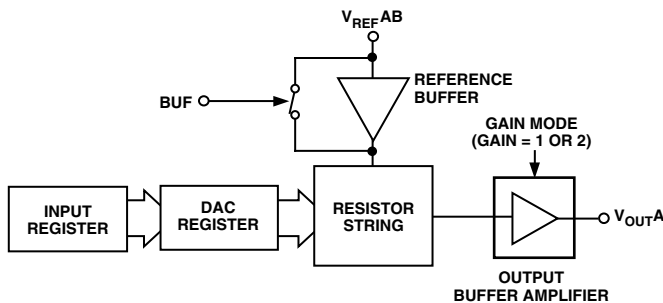 V_REF AB
REFERENCE
BUFFER
BUF
GAIN MODE
(GAIN = 1 OR 2)
INPUT
REGISTER
DAC
REGISTER
RESISTOR
STRING
V_OUT A
OUTPUT
BUFFER AMPLIFIER